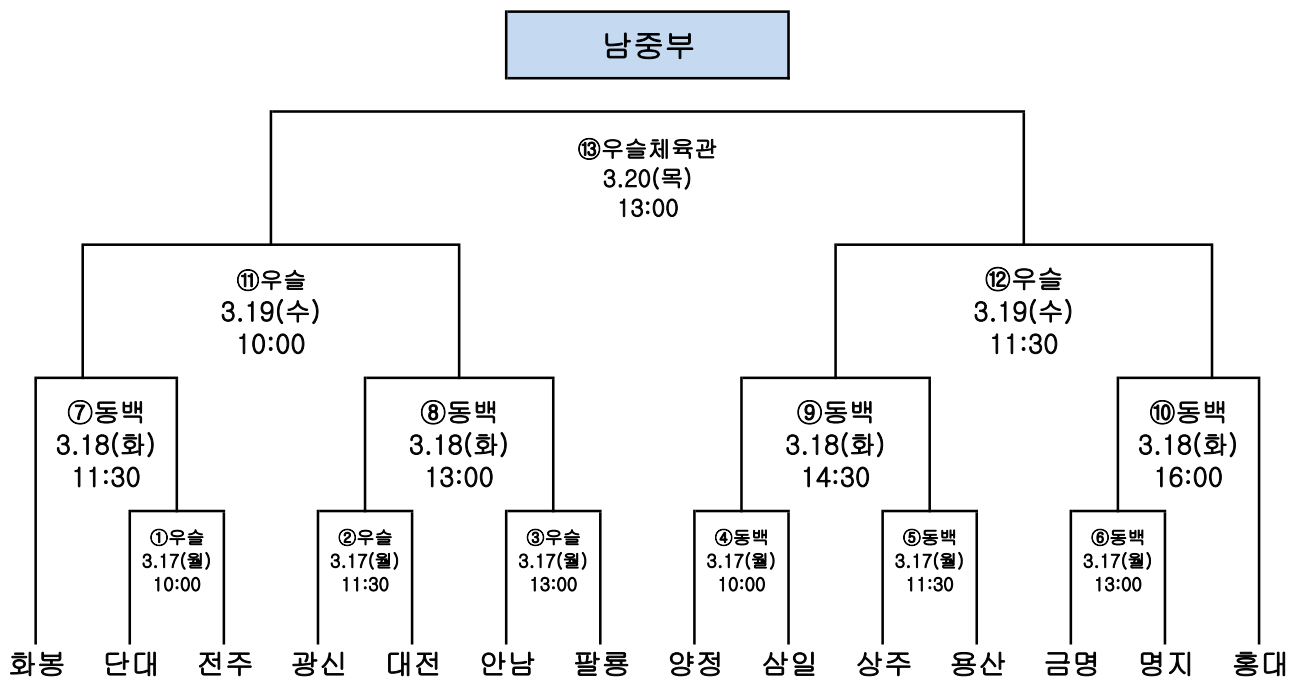 남중부
⑬우슬체육관
3.20(목)
13:00
⑪우슬
3.19(수)
10:00
⑫우슬
3.19(수)
11:30
⑦동백
3.18(화)
11:30
⑧동백
3.18(화)
13:00
⑨동백
3.18(화)
14:30
⑩동백
3.18(화)
16:00
①우슬
3.17(월)
10:00
②우슬
3.17(월)
11:30
③우슬
3.17(월)
13:00
④동백
3.17(월)
10:00
⑤동백
3.17(월)
11:30
⑥동백
3.17(월)
13:00
화봉 단대 전주 광신 대전 안남 팔룡 양정 삼일 상주 용산 금명 명지 홍대